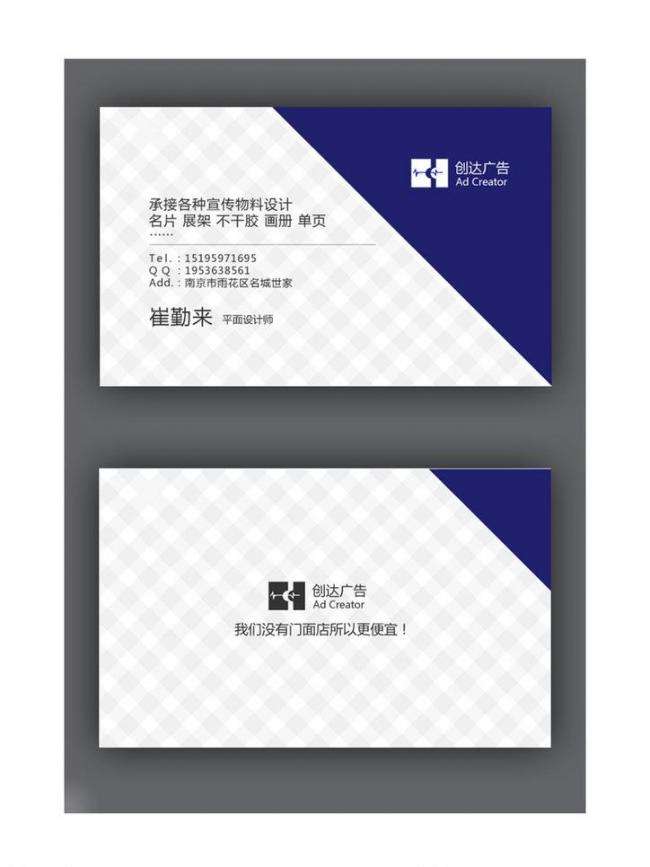 创达广告
Ad Creator
承接各种宣传物料设计
名片 展架 不干胶 画册 单页
······
Tel. : 15195971695
Q Q : 1953638561
Add. : 南京市雨花区名城世家
崔勤来 平面设计师
创达广告
Ad Creator
我们没有门面店所以更便宜！